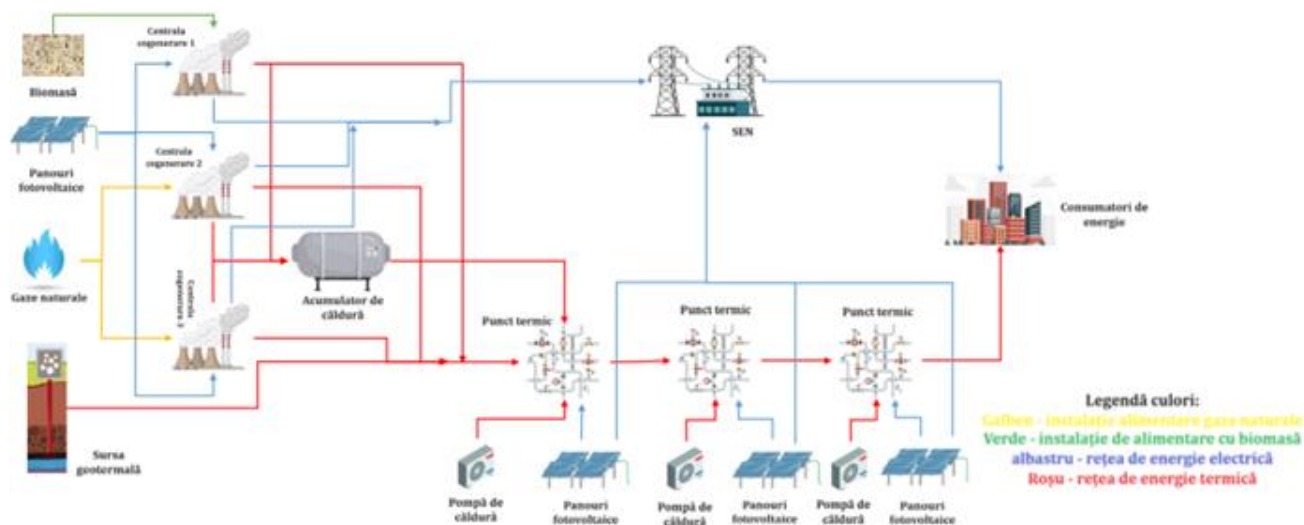 Centrala
cogenerare 1
Biomasă
Panouri
fotovoltaice
Centrala
cogenerare 2
Gaze naturale
Centrala
cogenerare 3
Acumulator de
căldură
Sursa
geotermală
SEN
Consumatori de
energie
Punct termic
Punct termic
Punct termic
Pompă de
căldură
Panouri
fotovoltaice
Pompă de
căldură
Panouri
fotovoltaice
Pompă de
căldură
Panouri
fotovoltaice
Legendă culori:
Galben - instalație alimentare gaze naturale
Verde - instalație de alimentare cu biomasă
albastru - rețea de energie electrică
Roșu - rețea de energie termică